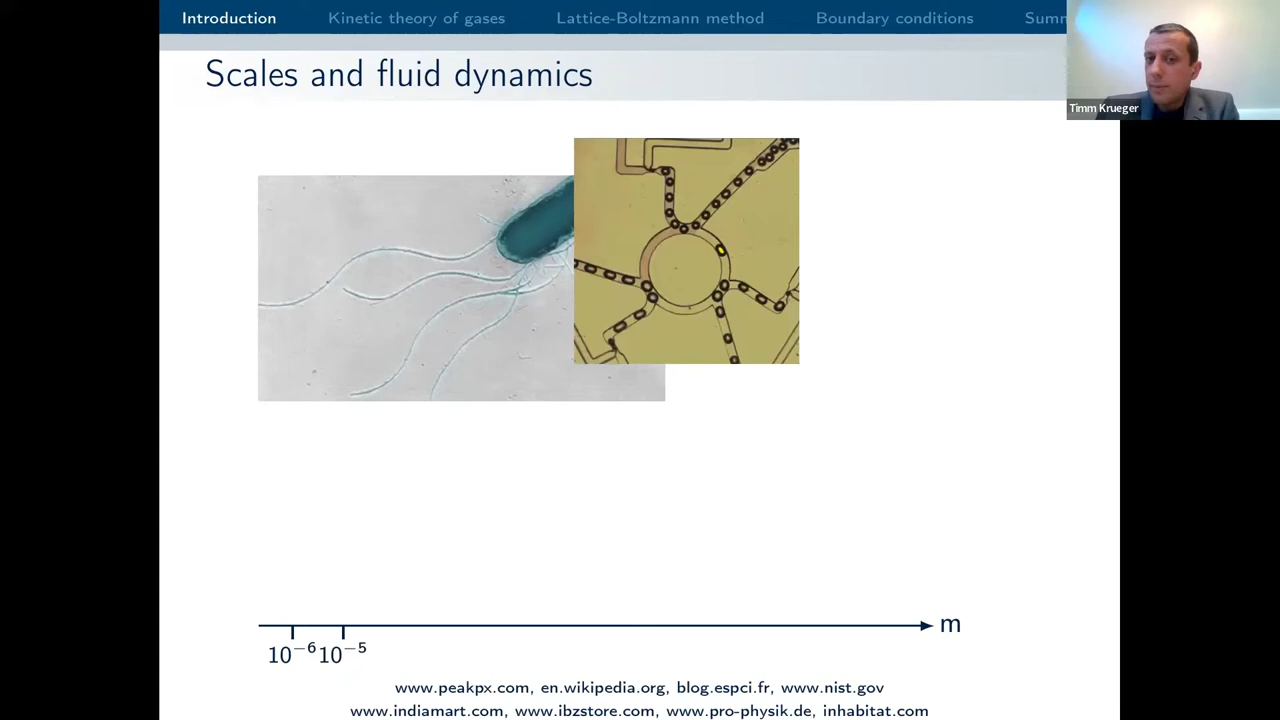 Introduction Kinetic theory of gases Lattice-Boltzmann method Boundary conditions
Timm Krueger
Scales and fluid dynamics
m
10⁻⁶ 10⁻⁵
www.peakpx.com, en.wikipedia.org, blog.espci.fr, www.nist.gov
www.indiamart.com, www.ibzstore.com, www.pro-physik.de, inhabitat.com